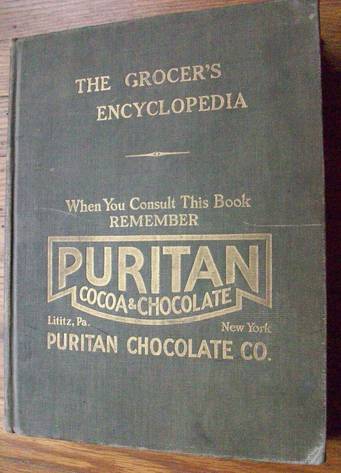 THE GROCER'S
ENCYCLOPEDIA
When You Consult This Book
REMEMBER
PURITAN
COCOA & CHOCOLATE
Lititz, Pa. New York
PURITAN CHOCOLATE CO.